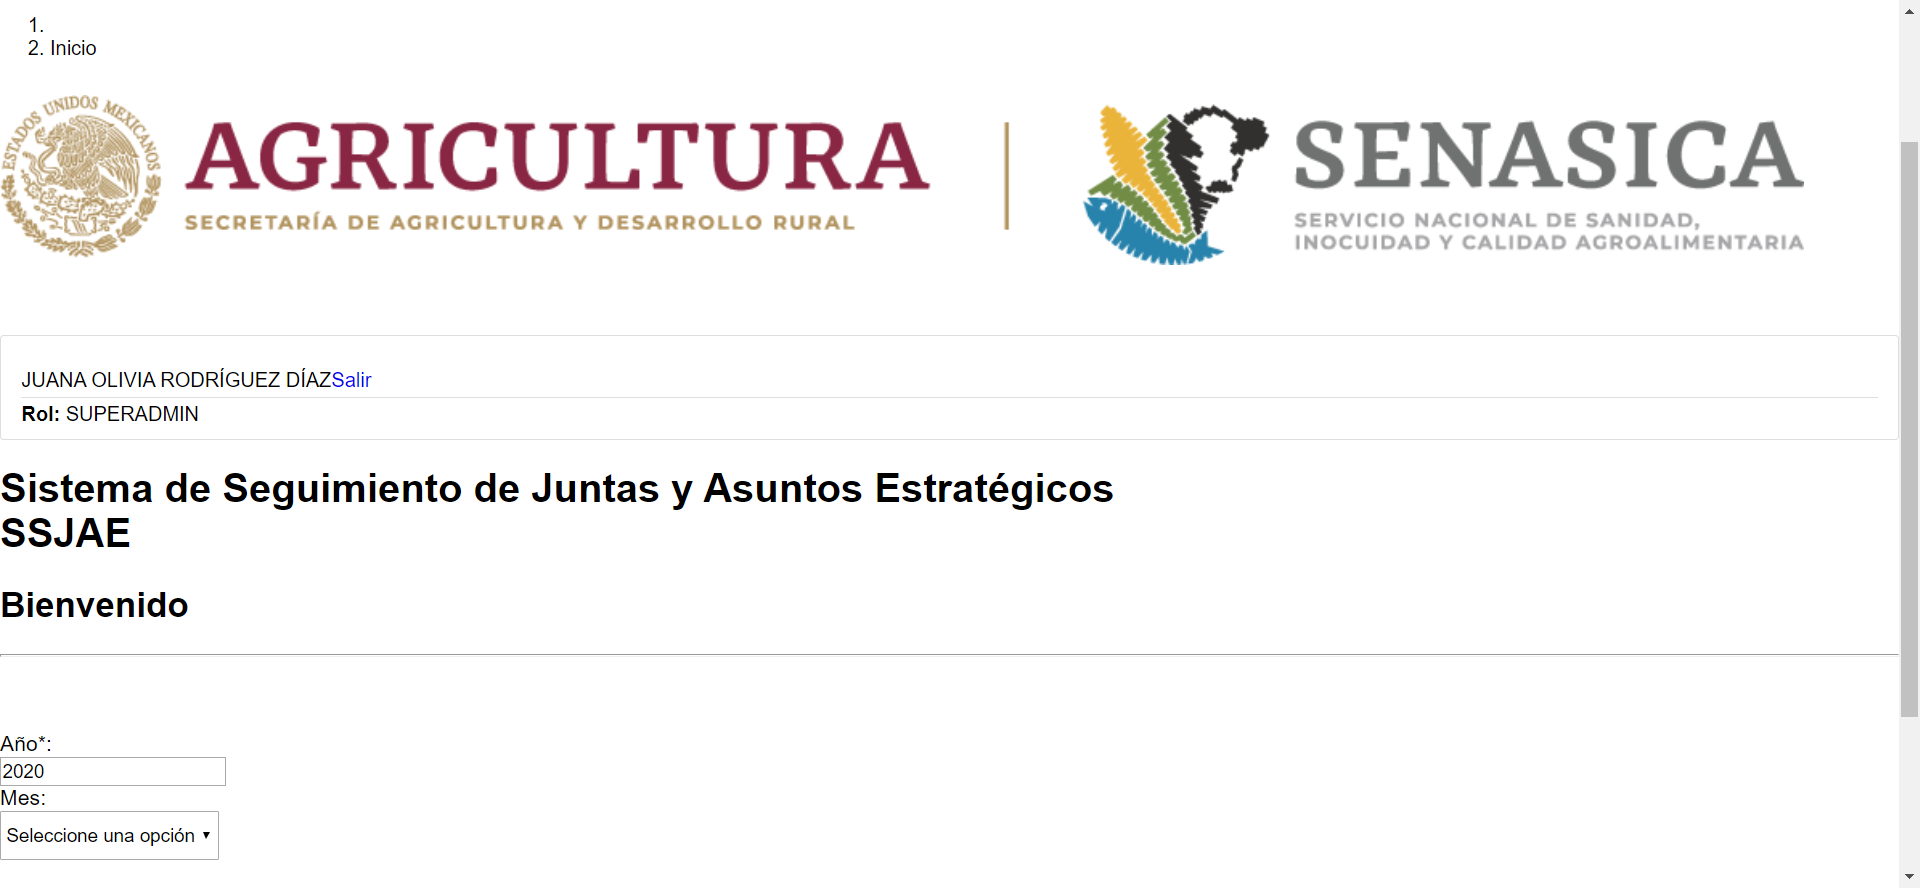 1.
2. Inicio
ESTADOS UNIDOS MEXICANOS
AGRICULTURA
SECRETARÍA DE AGRICULTURA Y DESARROLLO RURAL
SENASICA
SERVICIO NACIONAL DE SANIDAD,
INOCUIDAD Y CALIDAD AGROALIMENTARIA
JUANA OLIVIA RODRÍGUEZ DÍAZSalir
Rol: SUPERADMIN
Sistema de Seguimiento de Juntas y Asuntos Estratégicos
SSJAE
Bienvenido
Año*:
2020
Mes:
Seleccione una opción